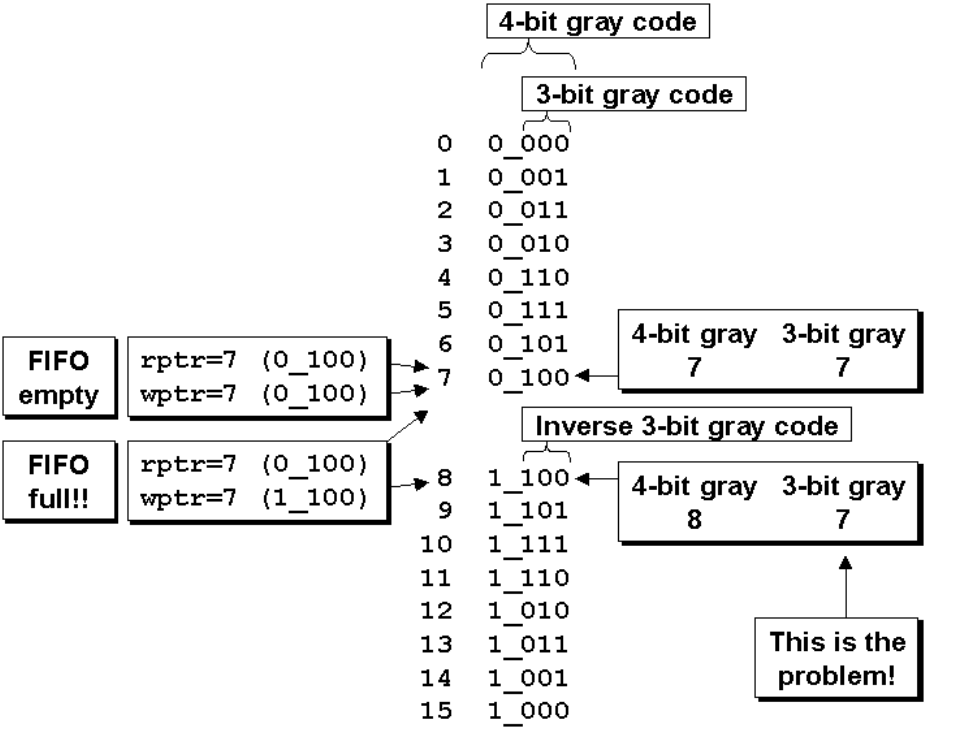 4-bit gray code
3-bit gray code
0 0_000
1 0_001
2 0_011
3 0_010
4 0_110
5 0_111
6 0_101
7 0_100
FIFO
empty
rptr=7 (0_100)
wptr=7 (0_100)
4-bit gray 3-bit gray
7 7
Inverse 3-bit gray code
FIFO
full!!
rptr=7 (0_100)
wptr=7 (1_100)
8 1_100
9 1_101
10 1_111
11 1_110
12 1_010
13 1_011
14 1_001
15 1_000
4-bit gray 3-bit gray
8 7
This is the
problem!